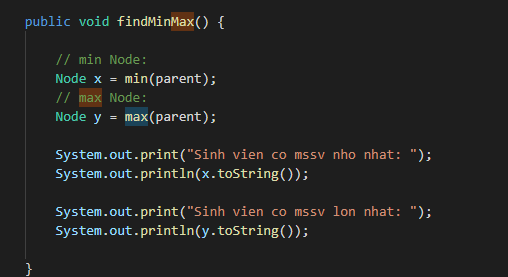 public void findMinMax() {
// min Node:
Node x = min(parent);
// max Node:
Node y = max(parent);
System.out.print("Sinh vien co mssv nho nhat: ");
System.out.println(x.toString());
System.out.print("Sinh vien co mssv lon nhat: ");
System.out.println(y.toString());
}